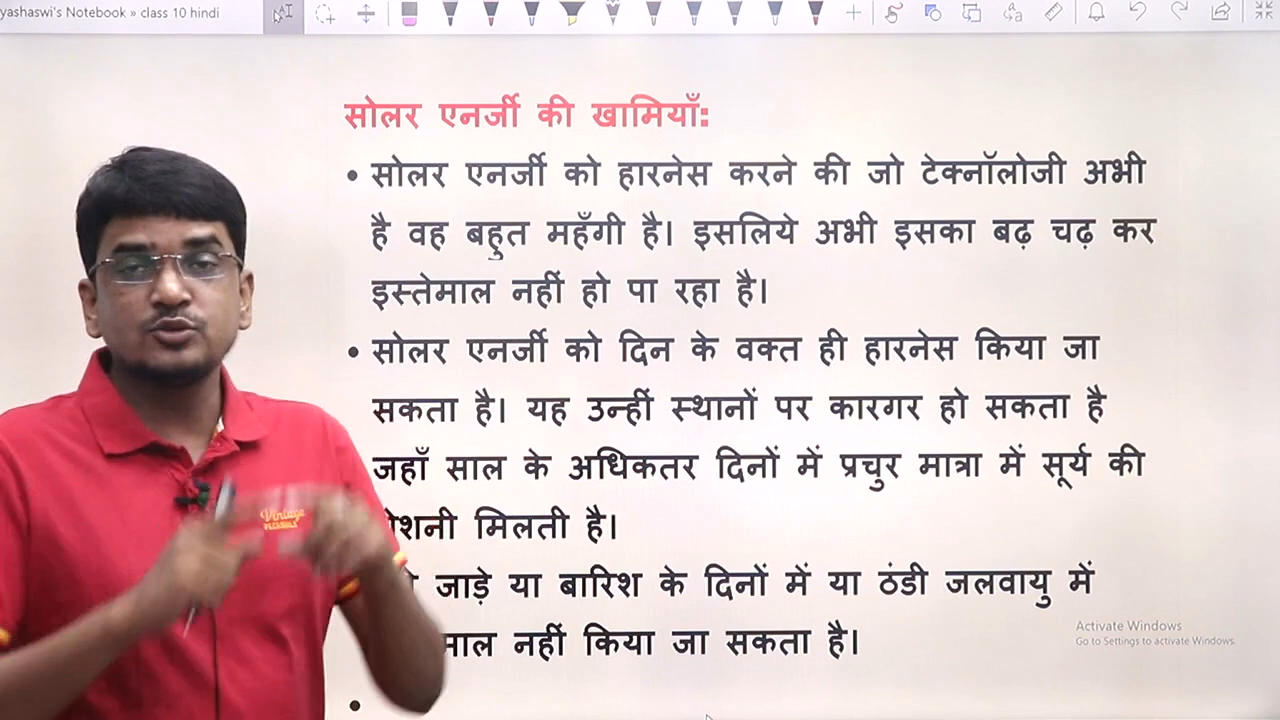 yashaswi's Notebook » class 10 hindi
सोलर एनर्जी की खामियाँ:
• सोलर एनर्जी को हारनेस करने की जो टेक्नॉलोजी अभी
है वह बहुत महँगी है। इसलिये अभी इसका बढ़ चढ़ कर
इस्तेमाल नहीं हो पा रहा है।
• सोलर एनर्जी को दिन के वक्त ही हारनेस किया जा
सकता है। यह उन्हीं स्थानों पर कारगर हो सकता है
जहाँ साल के अधिकतर दिनों में प्रचुर मात्रा में सूर्य की
मिलती है।
जाड़े या बारिश के दिनों में या ठंडी जलवायु में
नहीं किया जा सकता है।
•
Vintage
Activate Windows
Go to Settings to activate Windows.